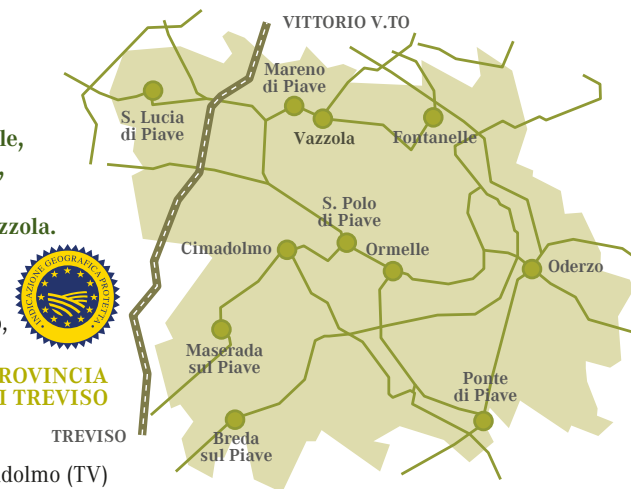 VITTORIO V.TO
Mareno
di Piave
S. Lucia
di Piave
Vazzola
Fontanelle
le,
,
zzola.
S. Polo
di Piave
Cimadolmo
Ormelle
Oderzo
INDICAZIONE GEOGRAFICA PROTETTA
o,
Maserada
sul Piave
ROVINCIA
I TREVISO
Ponte
di Piave
TREVISO
Breda
sul Piave
adolmo (TV)